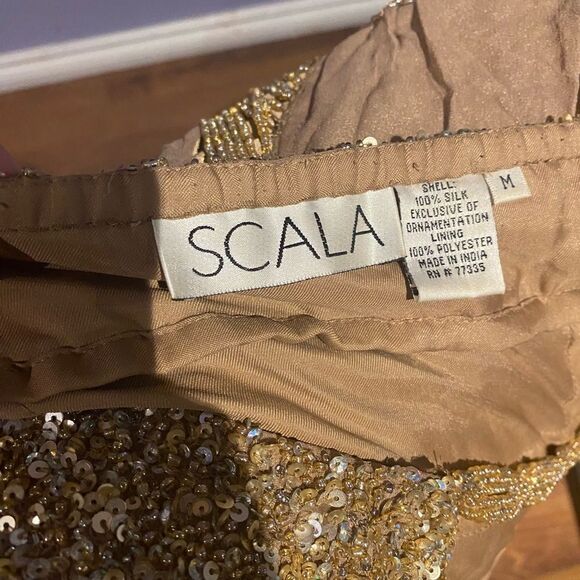 SCALA
SHELL:
100% SILK
EXCLUSIVE OF
ORNAMENTATION
LINING
100% POLYESTER
MADE IN INDIA
RN # 77335
M